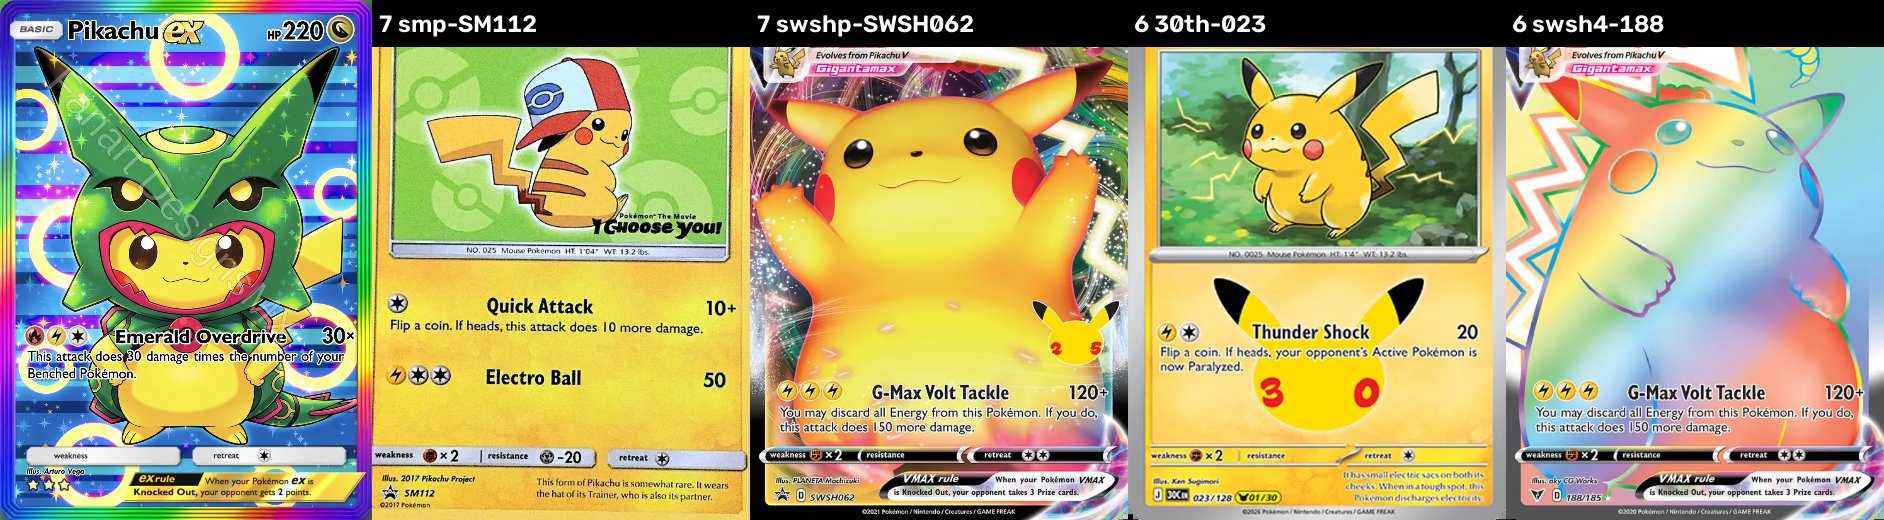 BASIC Pikachu ex HP 220
Emerald Overdrive 30×
This attack does 30 damage times the number of your
Benched Pokémon.
weakness retreat
Illus. Arturo Vega
ex rule When your Pokémon ex is
Knocked Out, your opponent gets 2 points.
7 smp-SM112
Pokémon The Movie
I Choose You!
NO. 025 Mouse Pokémon HT: 1'04" WT: 13.2 lbs.
Quick Attack 10+
Flip a coin. If heads, this attack does 10 more damage.
Electro Ball 50
weakness ×2 resistance -20 retreat
Illus. 2017 Pikachu Project
SM112
©2017 Pokémon
This form of Pikachu is somewhat rare. It wears
the hat of its Trainer, who is also its partner.
7 swshp-SWSH062
Evolves from Pikachu V
Gigantamax
2 5
G-Max Volt Tackle 120+
You may discard all Energy from this Pokémon. If you do,
this attack does 150 more damage.
weakness ×2 resistance retreat
Illus. PLANETA Mochizuki
D SWSH062
VMAX rule When your Pokémon VMAX
is Knocked Out, your opponent takes 3 Prize cards.
©2021 Pokémon / Nintendo / Creatures / GAME FREAK
6 30th-023
NO. 0025 Mouse Pokémon HT: 1'4" WT: 13.2 lbs.
Thunder Shock 20
Flip a coin. If heads, your opponent's Active Pokémon is
now Paralyzed.
3 0
weakness ×2 resistance retreat
Illus. Ken Sugimori
J 30C EN 023/128 01/30
It has small electric sacs on both its
cheeks. When in a tough spot, this
Pokémon discharges electricity.
©2026 Pokémon / Nintendo / Creatures / GAME FREAK
6 swsh4-188
Evolves from Pikachu V
Gigantamax
G-Max Volt Tackle 120+
You may discard all Energy from this Pokémon. If you do,
this attack does 150 more damage.
weakness ×2 resistance retreat
Illus. aky CG Works
D 188/185
VMAX rule When your Pokémon VMAX
is Knocked Out, your opponent takes 3 Prize cards.
©2020 Pokémon / Nintendo / Creatures / GAME FREAK